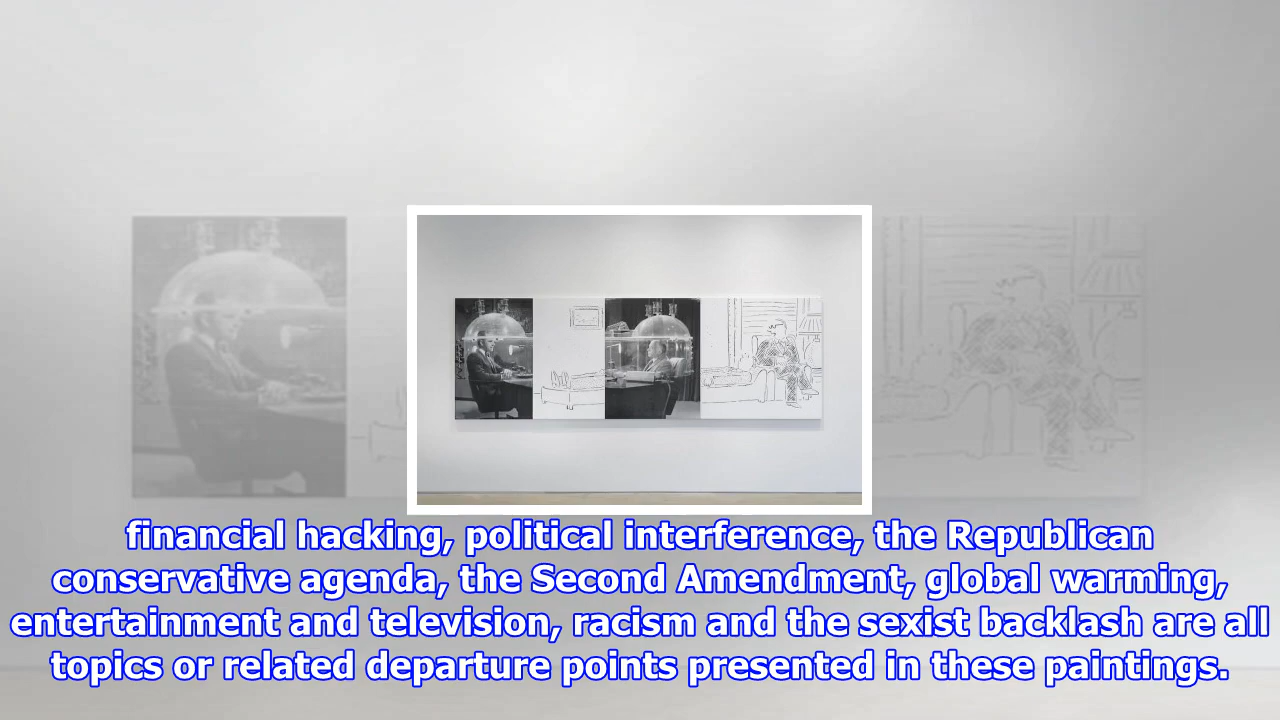 financial hacking, political interference, the Republican
conservative agenda, the Second Amendment, global warming,
entertainment and television, racism and the sexist backlash are all
topics or related departure points presented in these paintings.